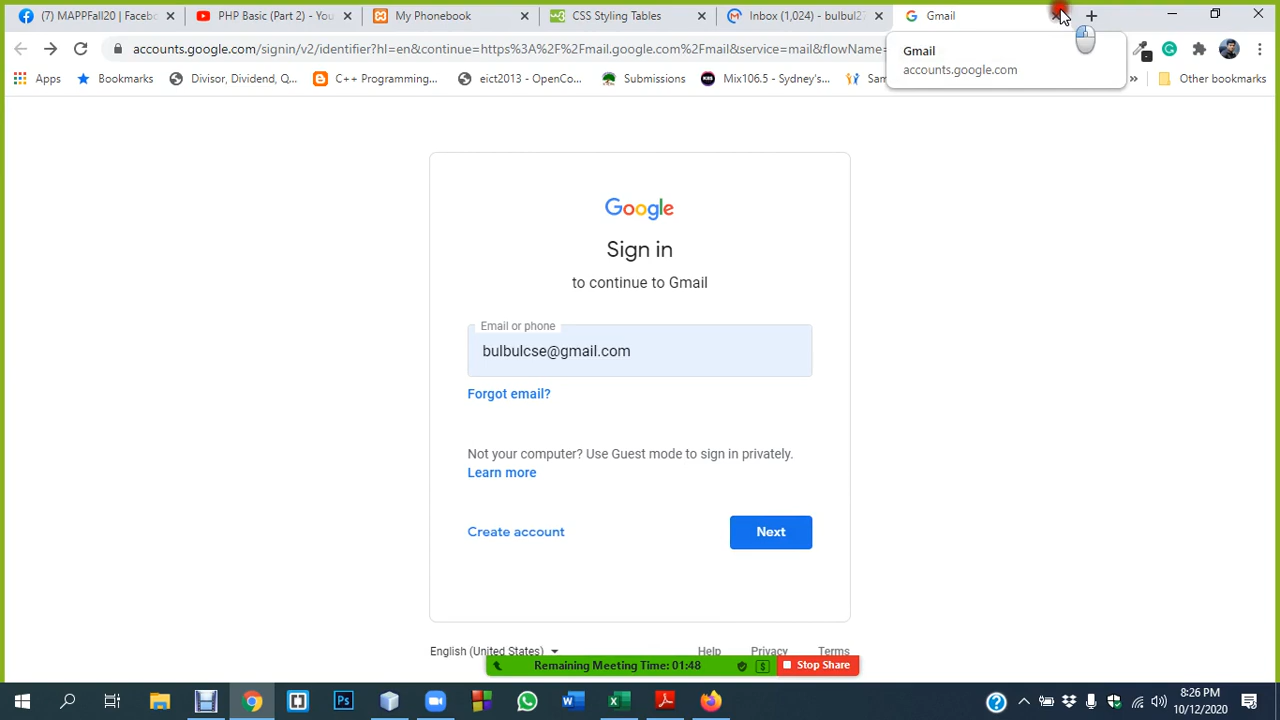 (7) MAPPFall20 | Faceb
PHP Basic (Part 2) - You
My Phonebook
CSS Styling Tables
Inbox (1,024) - bulbul27
Gmail
accounts.google.com/signin/v2/identifier?hl=en&continue=https%3A%2F%2Fmail.google.com%2Fmail&service=mail&flowName=
Gmail
accounts.google.com
Apps
Bookmarks
Divisor, Dividend, Q...
C++ Programming...
eict2013 - OpenCo...
Submissions
Mix106.5 - Sydney's...
Other bookmarks
Google
Sign in
to continue to Gmail
Email or phone
bulbulcse@gmail.com
Forgot email?
Not your computer? Use Guest mode to sign in privately.
Learn more
Create account
Next
English (United States)
Help
Privacy
Terms
Remaining Meeting Time: 01:48
Stop Share
8:26 PM
10/12/2020